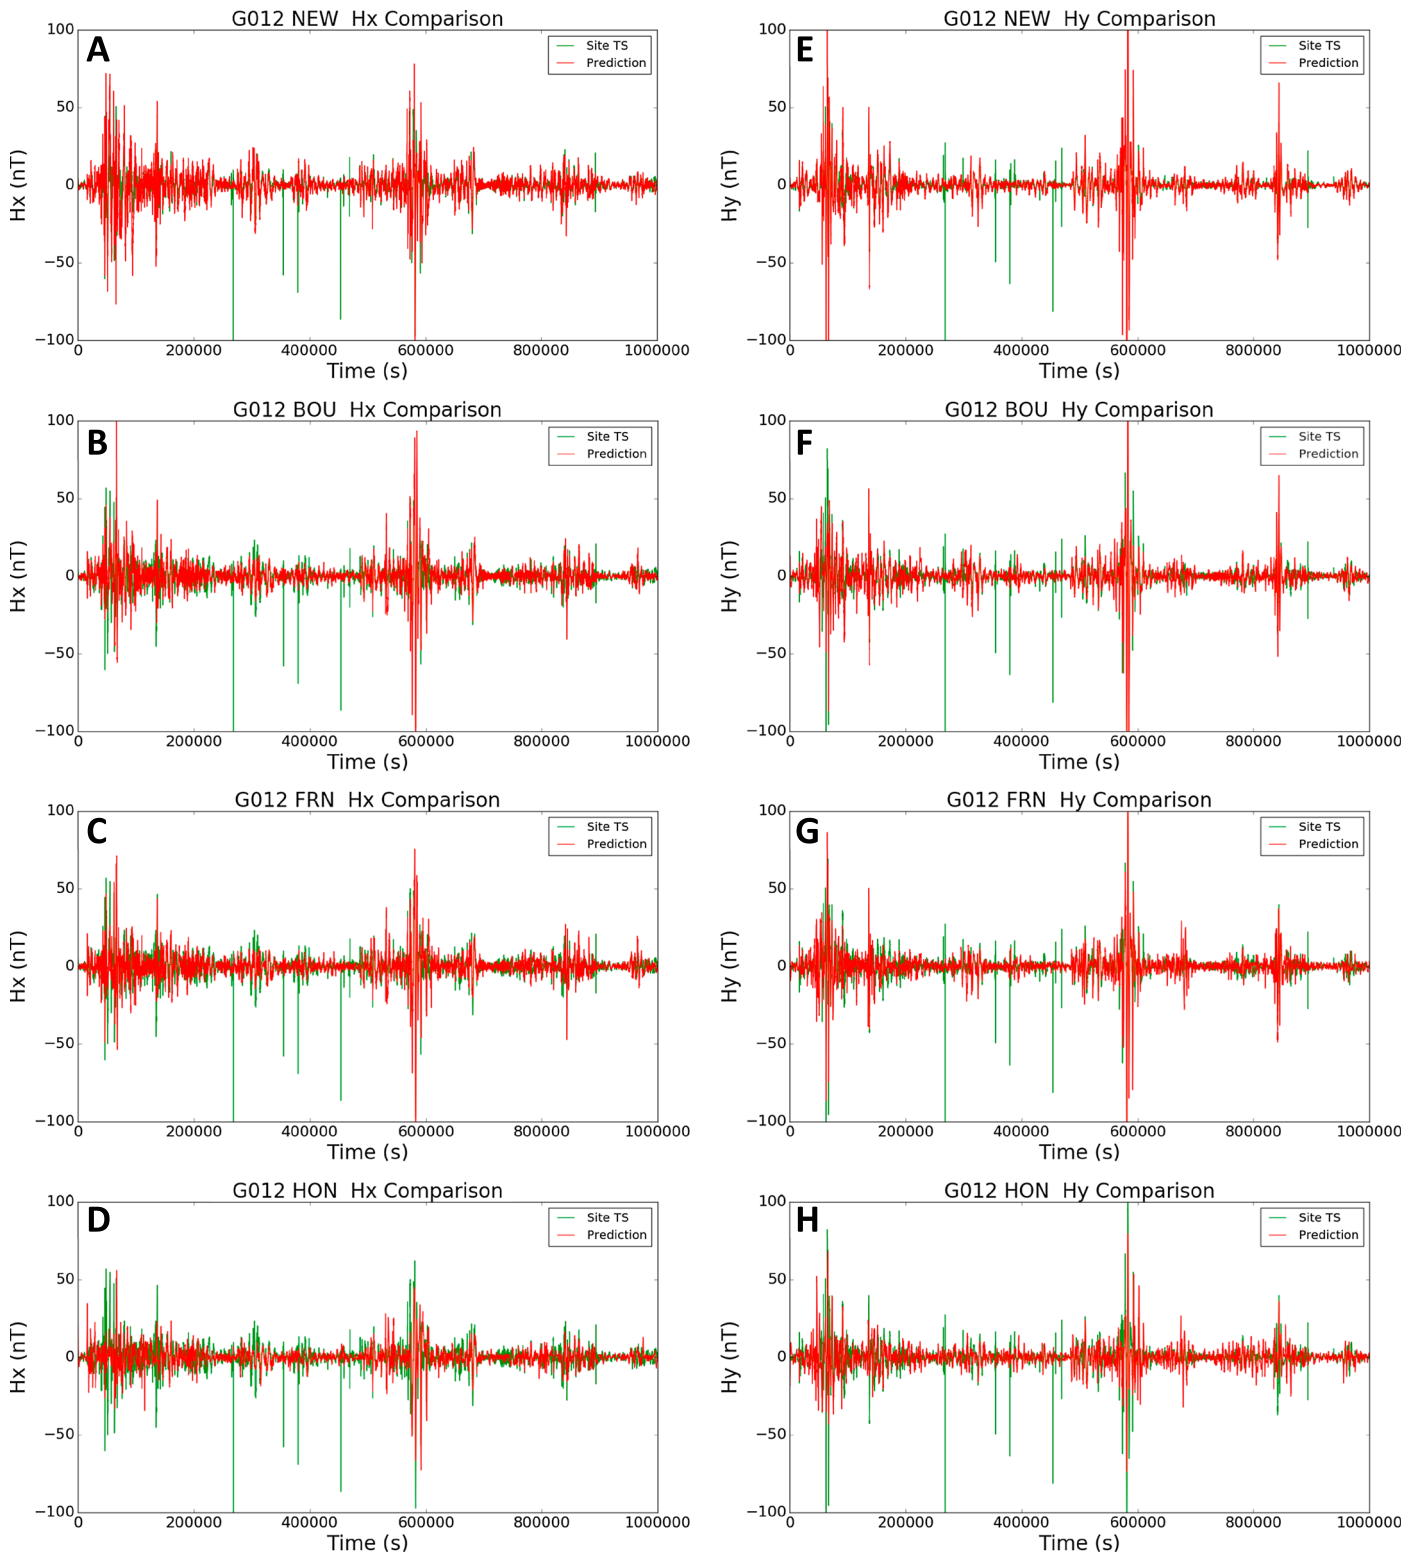 G012 NEW  Hx Comparison
A
Site TS
Prediction
Hx (nT)
100
50
0
−50
−100
0 200000 400000 600000 800000 1000000
Time (s)
G012 NEW  Hy Comparison
E
Site TS
Prediction
Hy (nT)
100
50
0
−50
−100
0 200000 400000 600000 800000 1000000
Time (s)
G012 BOU  Hx Comparison
B
Site TS
Prediction
Hx (nT)
100
50
0
−50
−100
0 200000 400000 600000 800000 1000000
Time (s)
G012 BOU  Hy Comparison
F
Site TS
Prediction
Hy (nT)
100
50
0
−50
−100
0 200000 400000 600000 800000 1000000
Time (s)
G012 FRN  Hx Comparison
C
Site TS
Prediction
Hx (nT)
100
50
0
−50
−100
0 200000 400000 600000 800000 1000000
Time (s)
G012 FRN  Hy Comparison
G
Site TS
Prediction
Hy (nT)
100
50
0
−50
−100
0 200000 400000 600000 800000 1000000
Time (s)
G012 HON  Hx Comparison
D
Site TS
Prediction
Hx (nT)
100
50
0
−50
−100
0 200000 400000 600000 800000 1000000
Time (s)
G012 HON  Hy Comparison
H
Site TS
Prediction
Hy (nT)
100
50
0
−50
−100
0 200000 400000 600000 800000 1000000
Time (s)